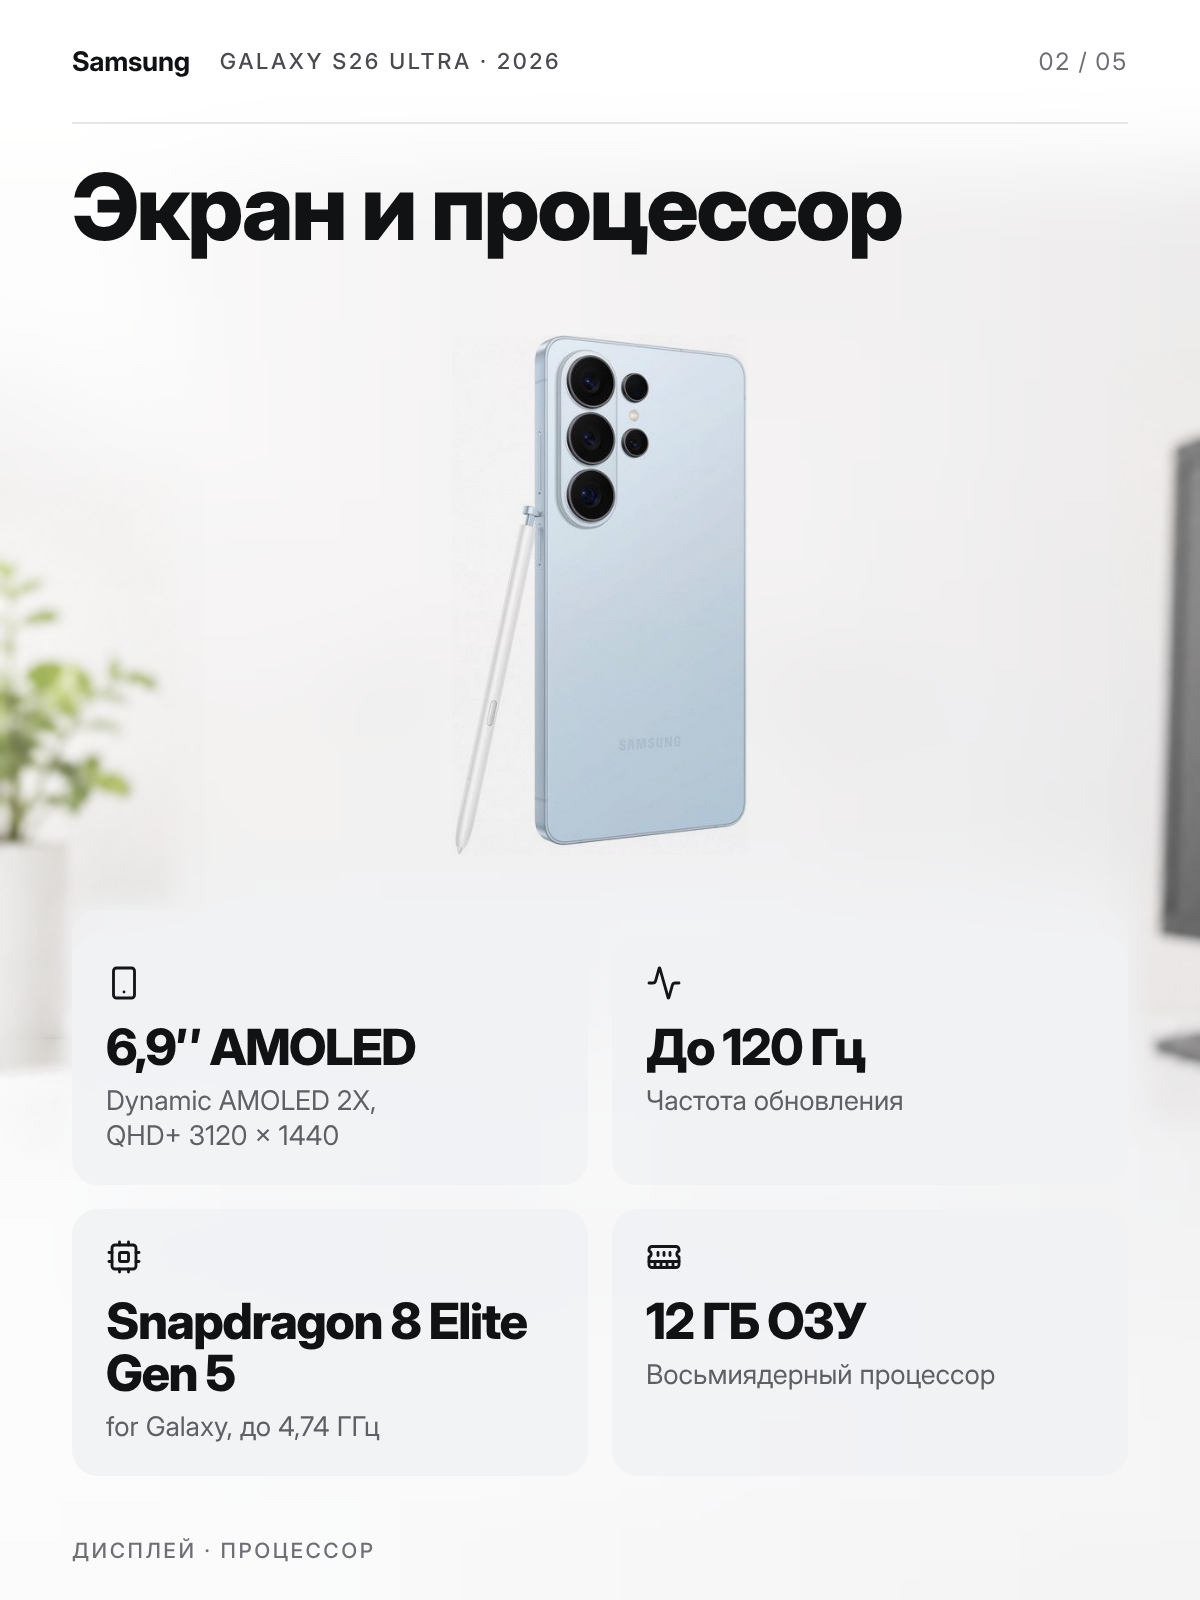 Samsung GALAXY S26 ULTRA · 2026 02 / 05
Экран и процессор
SAMSUNG
6,9″ AMOLED
Dynamic AMOLED 2X,
QHD+ 3120 × 1440
До 120 Гц
Частота обновления
Snapdragon 8 Elite
Gen 5
for Galaxy, до 4,74 ГГц
12 ГБ ОЗУ
Восьмиядерный процессор
ДИСПЛЕЙ · ПРОЦЕССОР